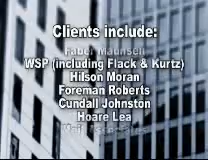 Clients include:
Faber Maunsell
WSP (including Flack & Kurtz)
Hilson Moran
Foreman Roberts
Cundall Johnston
Hoare Lea